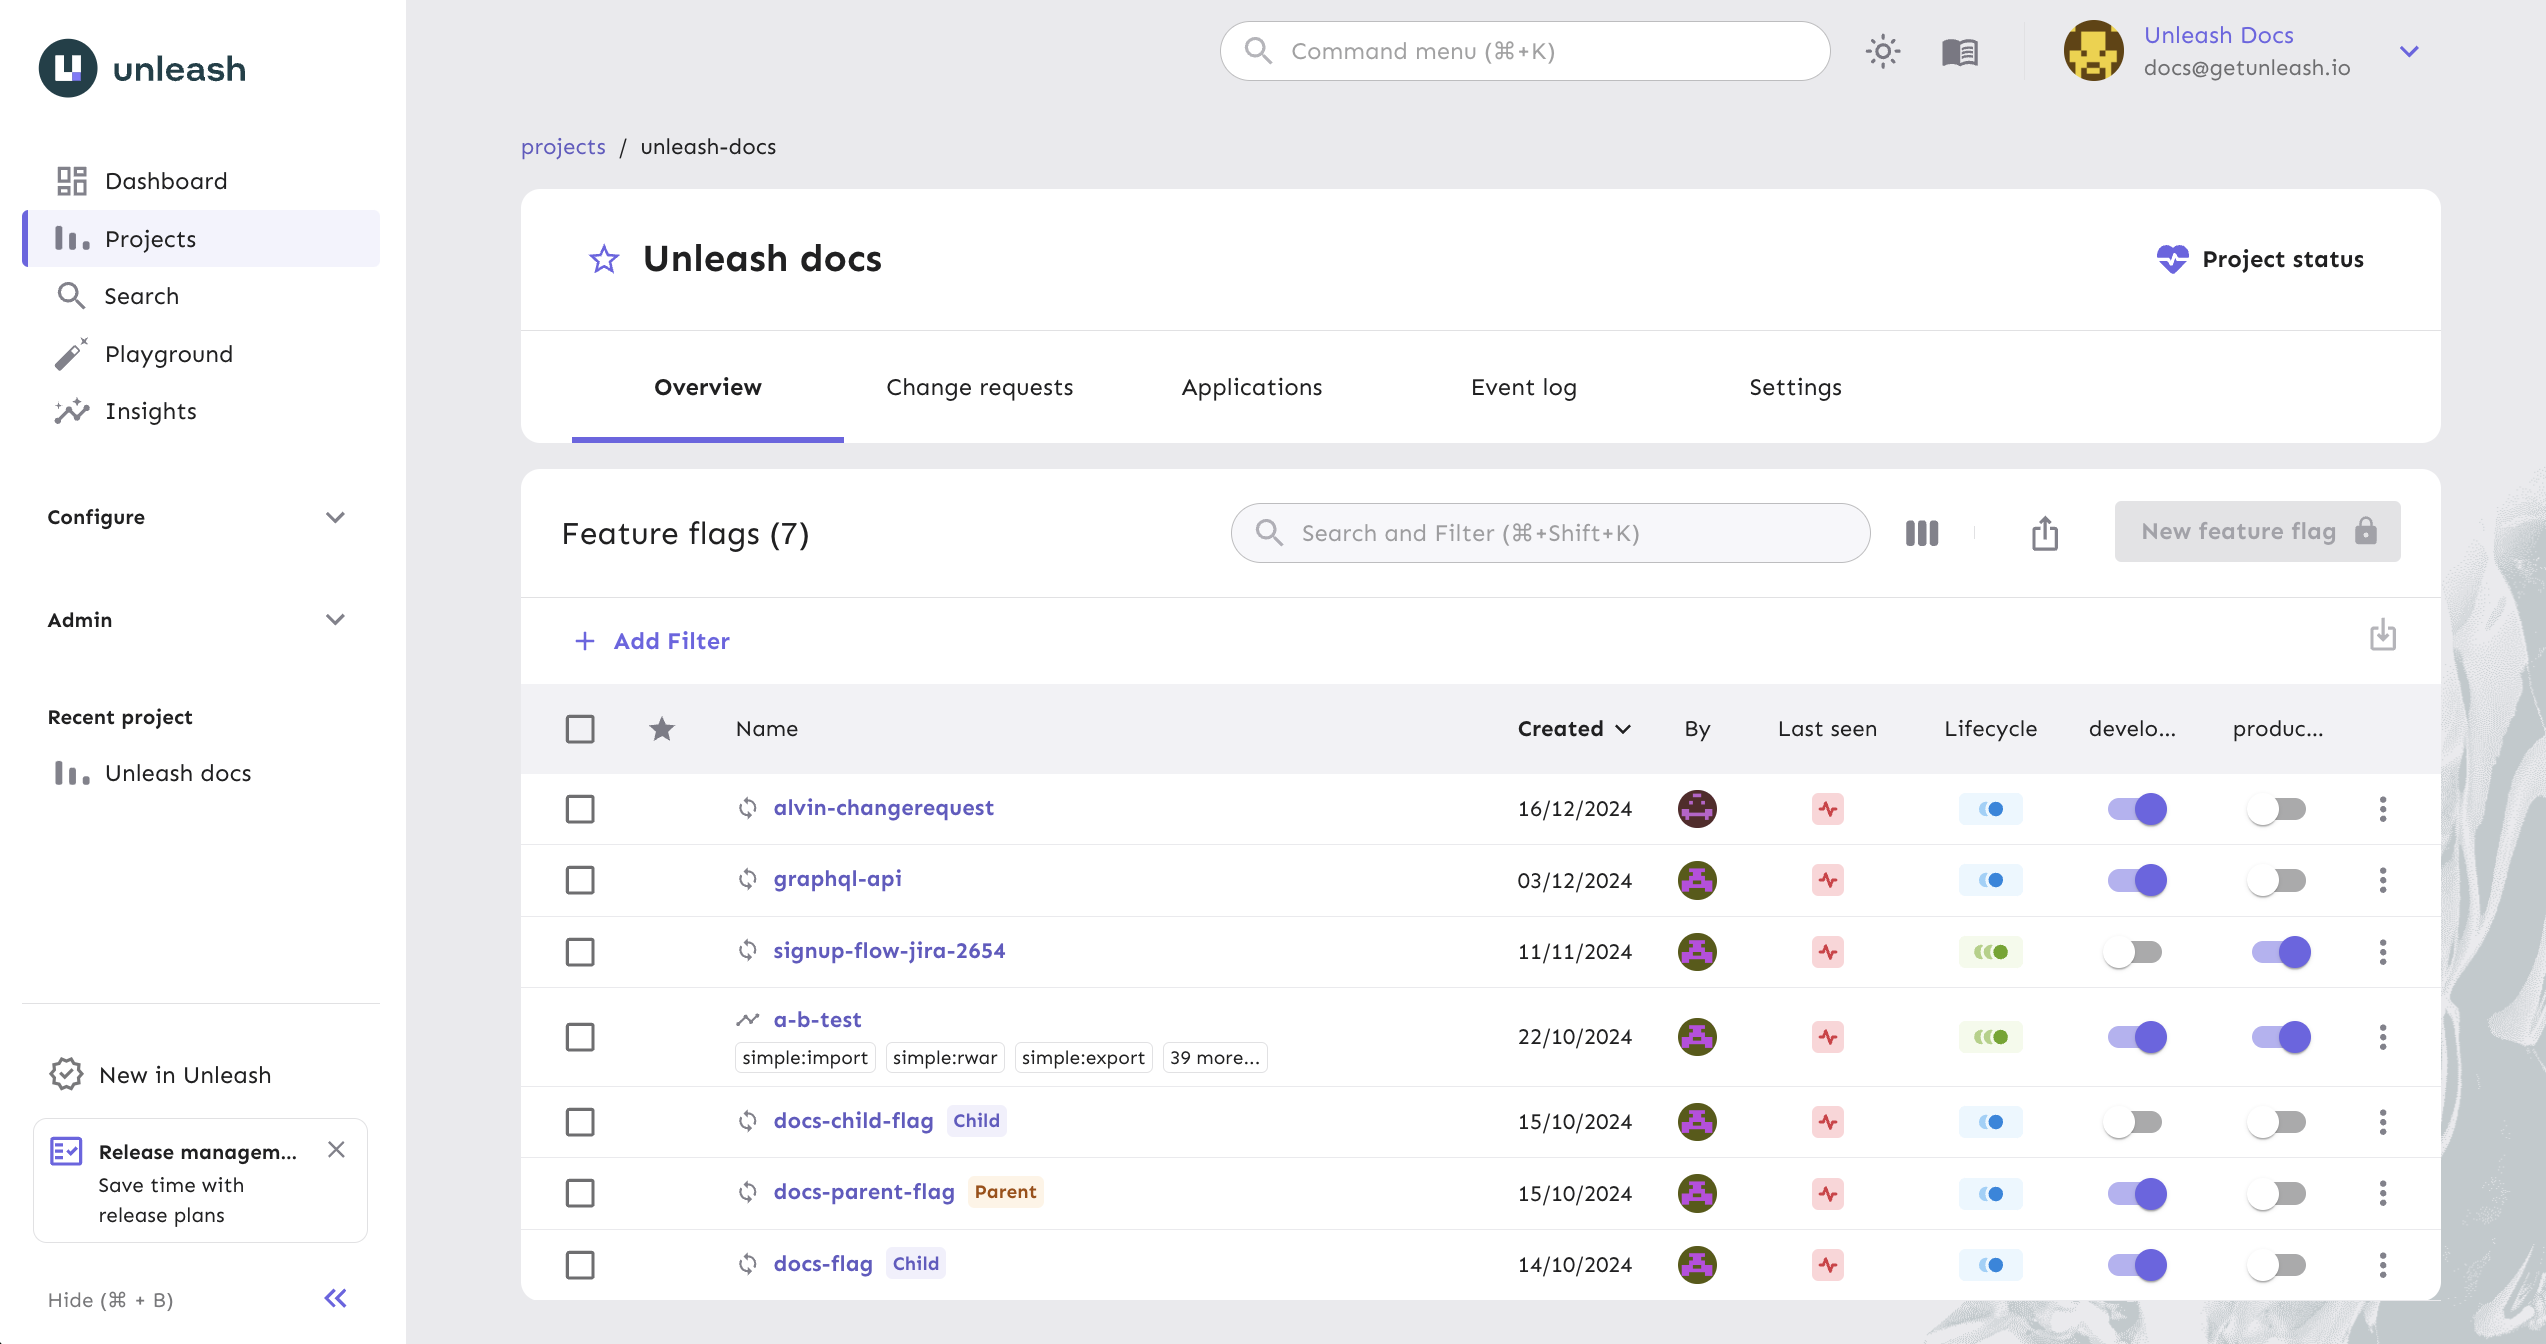 unleash
Command menu (⌘+K)
Unleash Docs
docs@getunleash.io
Dashboard
Projects
Search
Playground
Insights
Configure
Admin
Recent project
Unleash docs
New in Unleash
Release managem...
Save time with
release plans
Hide (⌘ + B)
projects / unleash-docs
Unleash docs
Project status
Overview Change requests Applications Event log Settings
Feature flags (7)
Search and Filter (⌘+Shift+K)
New feature flag
+ Add Filter
Name Created By Last seen Lifecycle develo... produc...
alvin-changerequest 16/12/2024
graphql-api 03/12/2024
signup-flow-jira-2654 11/11/2024
a-b-test 22/10/2024
simple:import simple:rwar simple:export 39 more...
docs-child-flag Child 15/10/2024
docs-parent-flag Parent 15/10/2024
docs-flag Child 14/10/2024